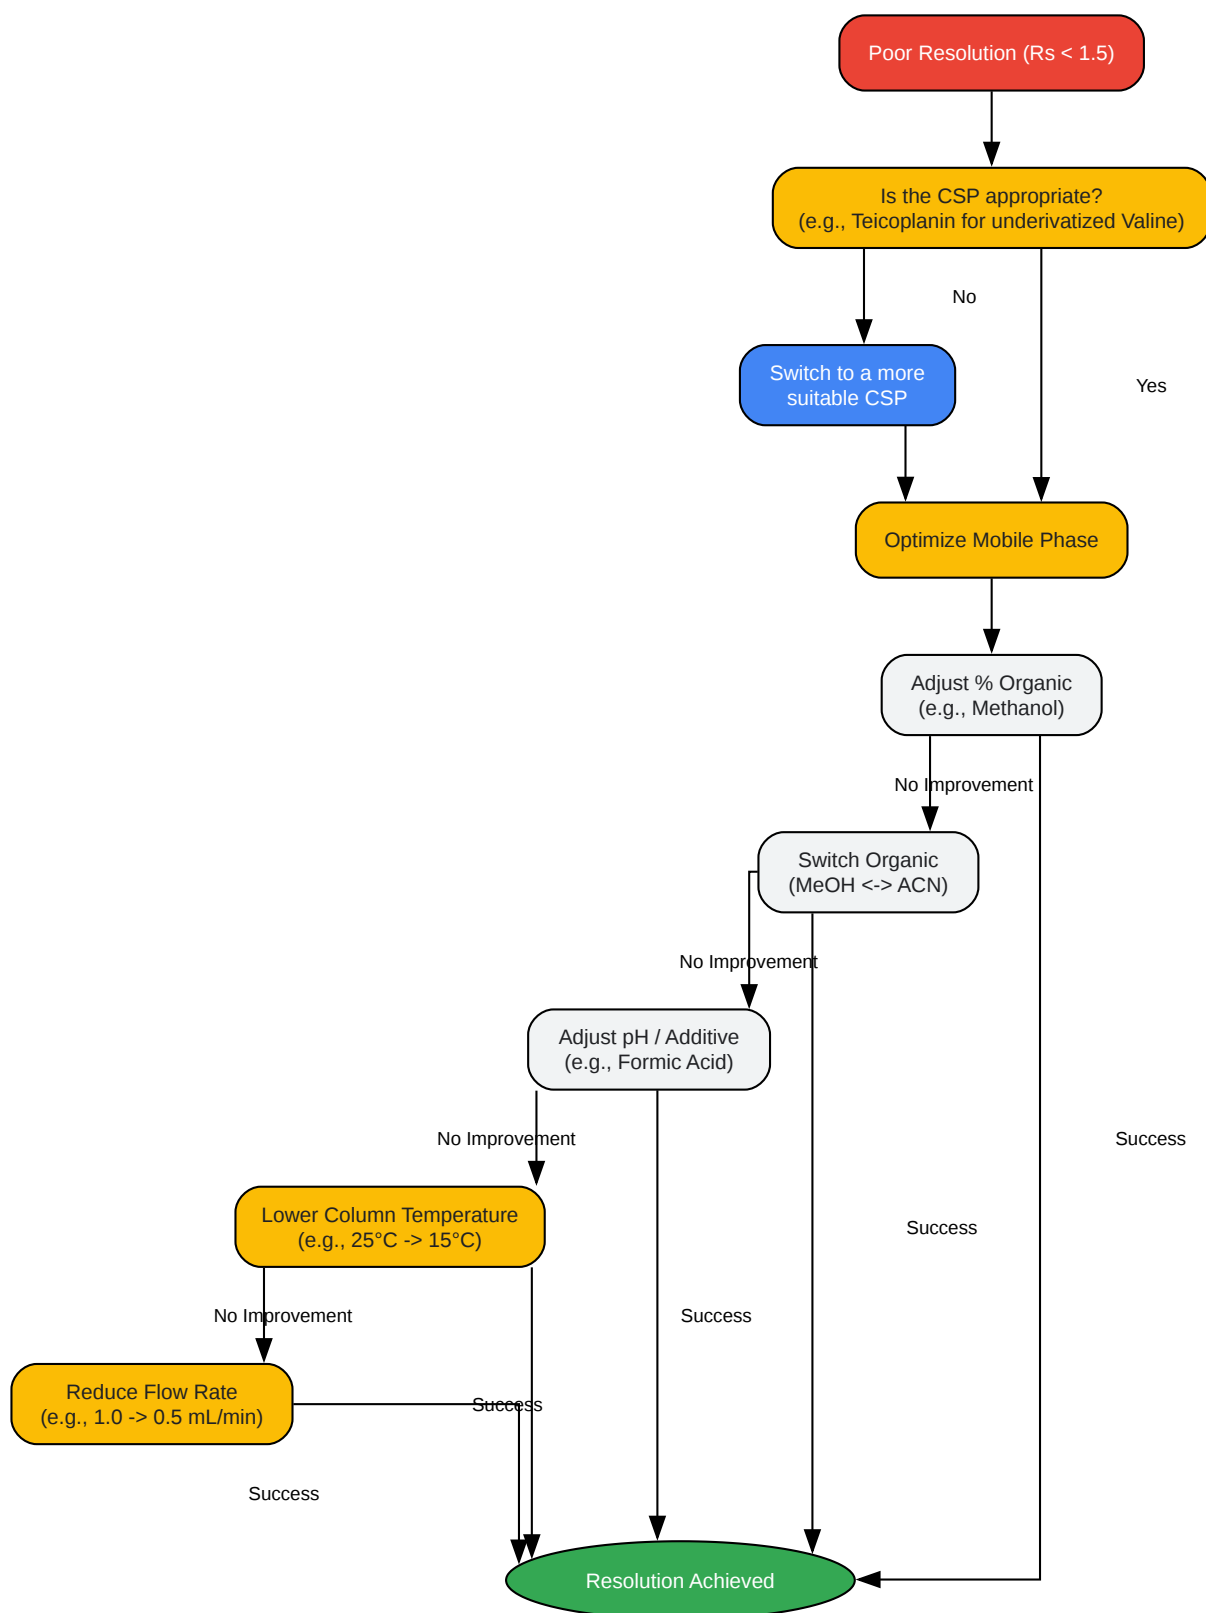 Poor Resolution (Rs < 1.5)
Is the CSP appropriate?
(e.g., Teicoplanin for underivatized Valine)
No
Switch to a more
suitable CSP
Yes
Optimize Mobile Phase
Adjust % Organic
(e.g., Methanol)
No Improvement
Switch Organic
(MeOH <-> ACN)
No Improvement
Adjust pH / Additive
(e.g., Formic Acid)
No Improvement
Success
Lower Column Temperature
(e.g., 25°C -> 15°C)
Success
No Improvement
Success
Reduce Flow Rate
(e.g., 1.0 -> 0.5 mL/min)
Success
Success
Resolution Achieved